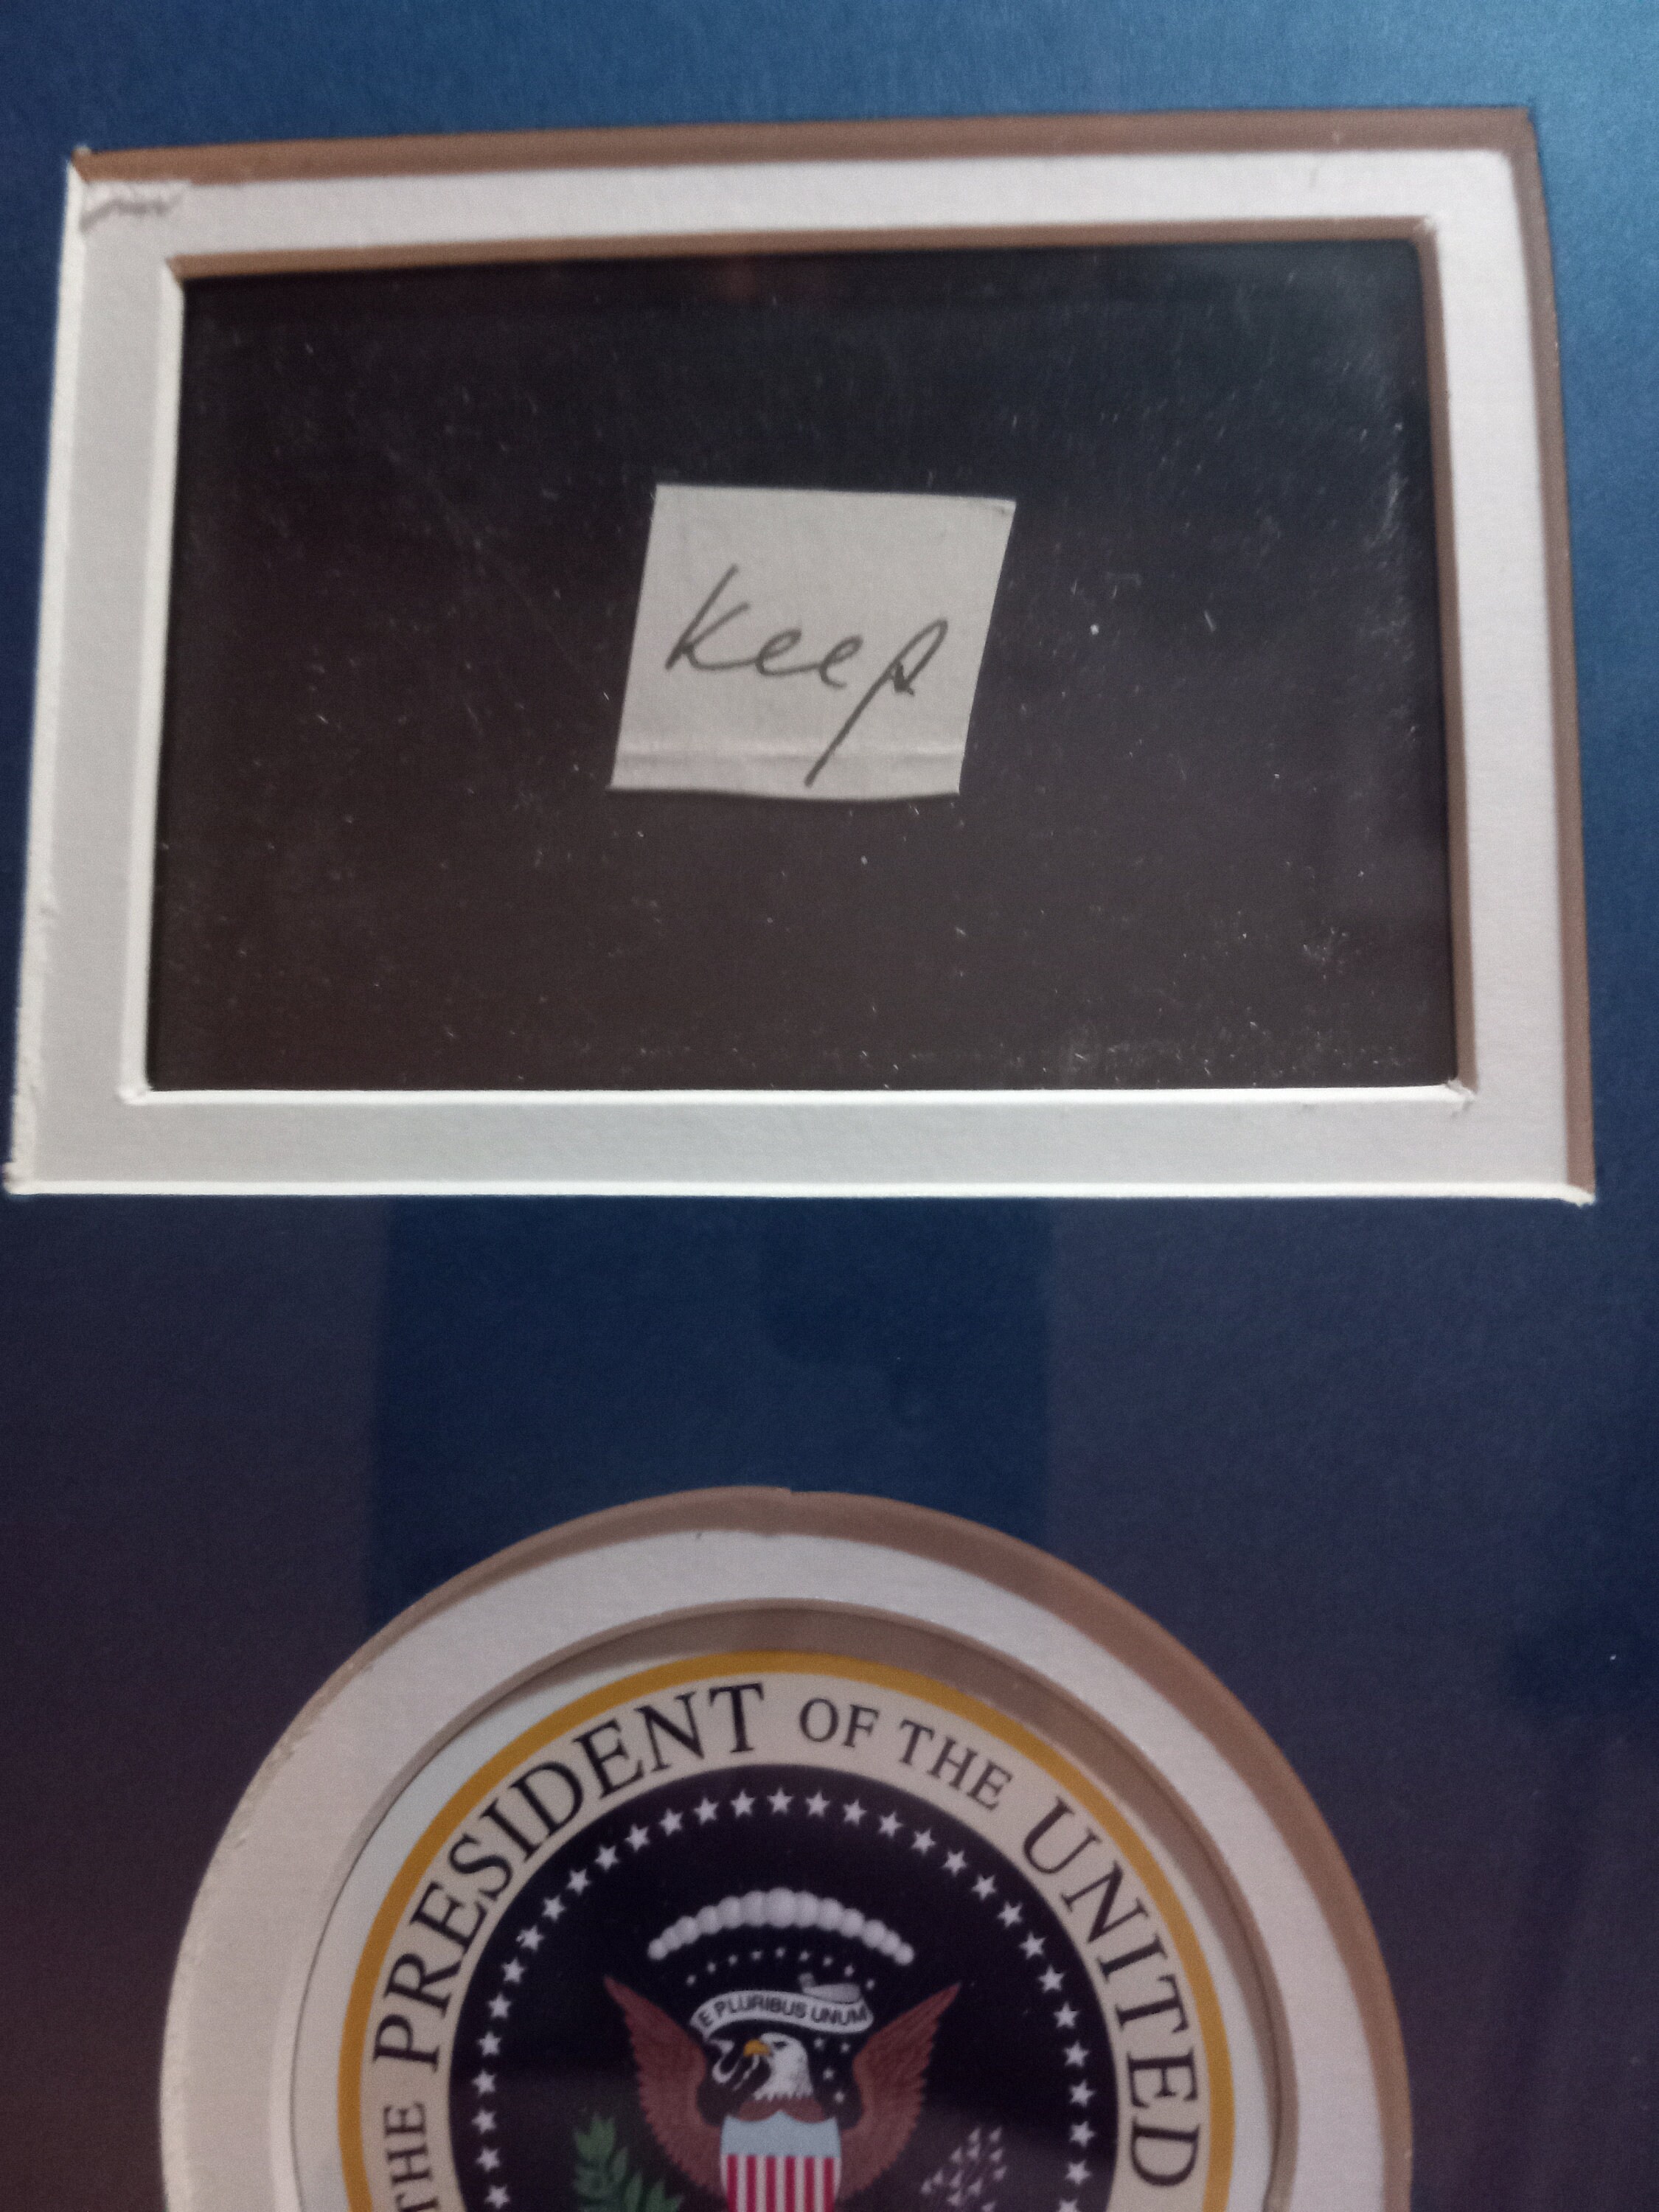 Keep
THE PRESIDENT OF THE UNITED
E PLURIBUS UNUM